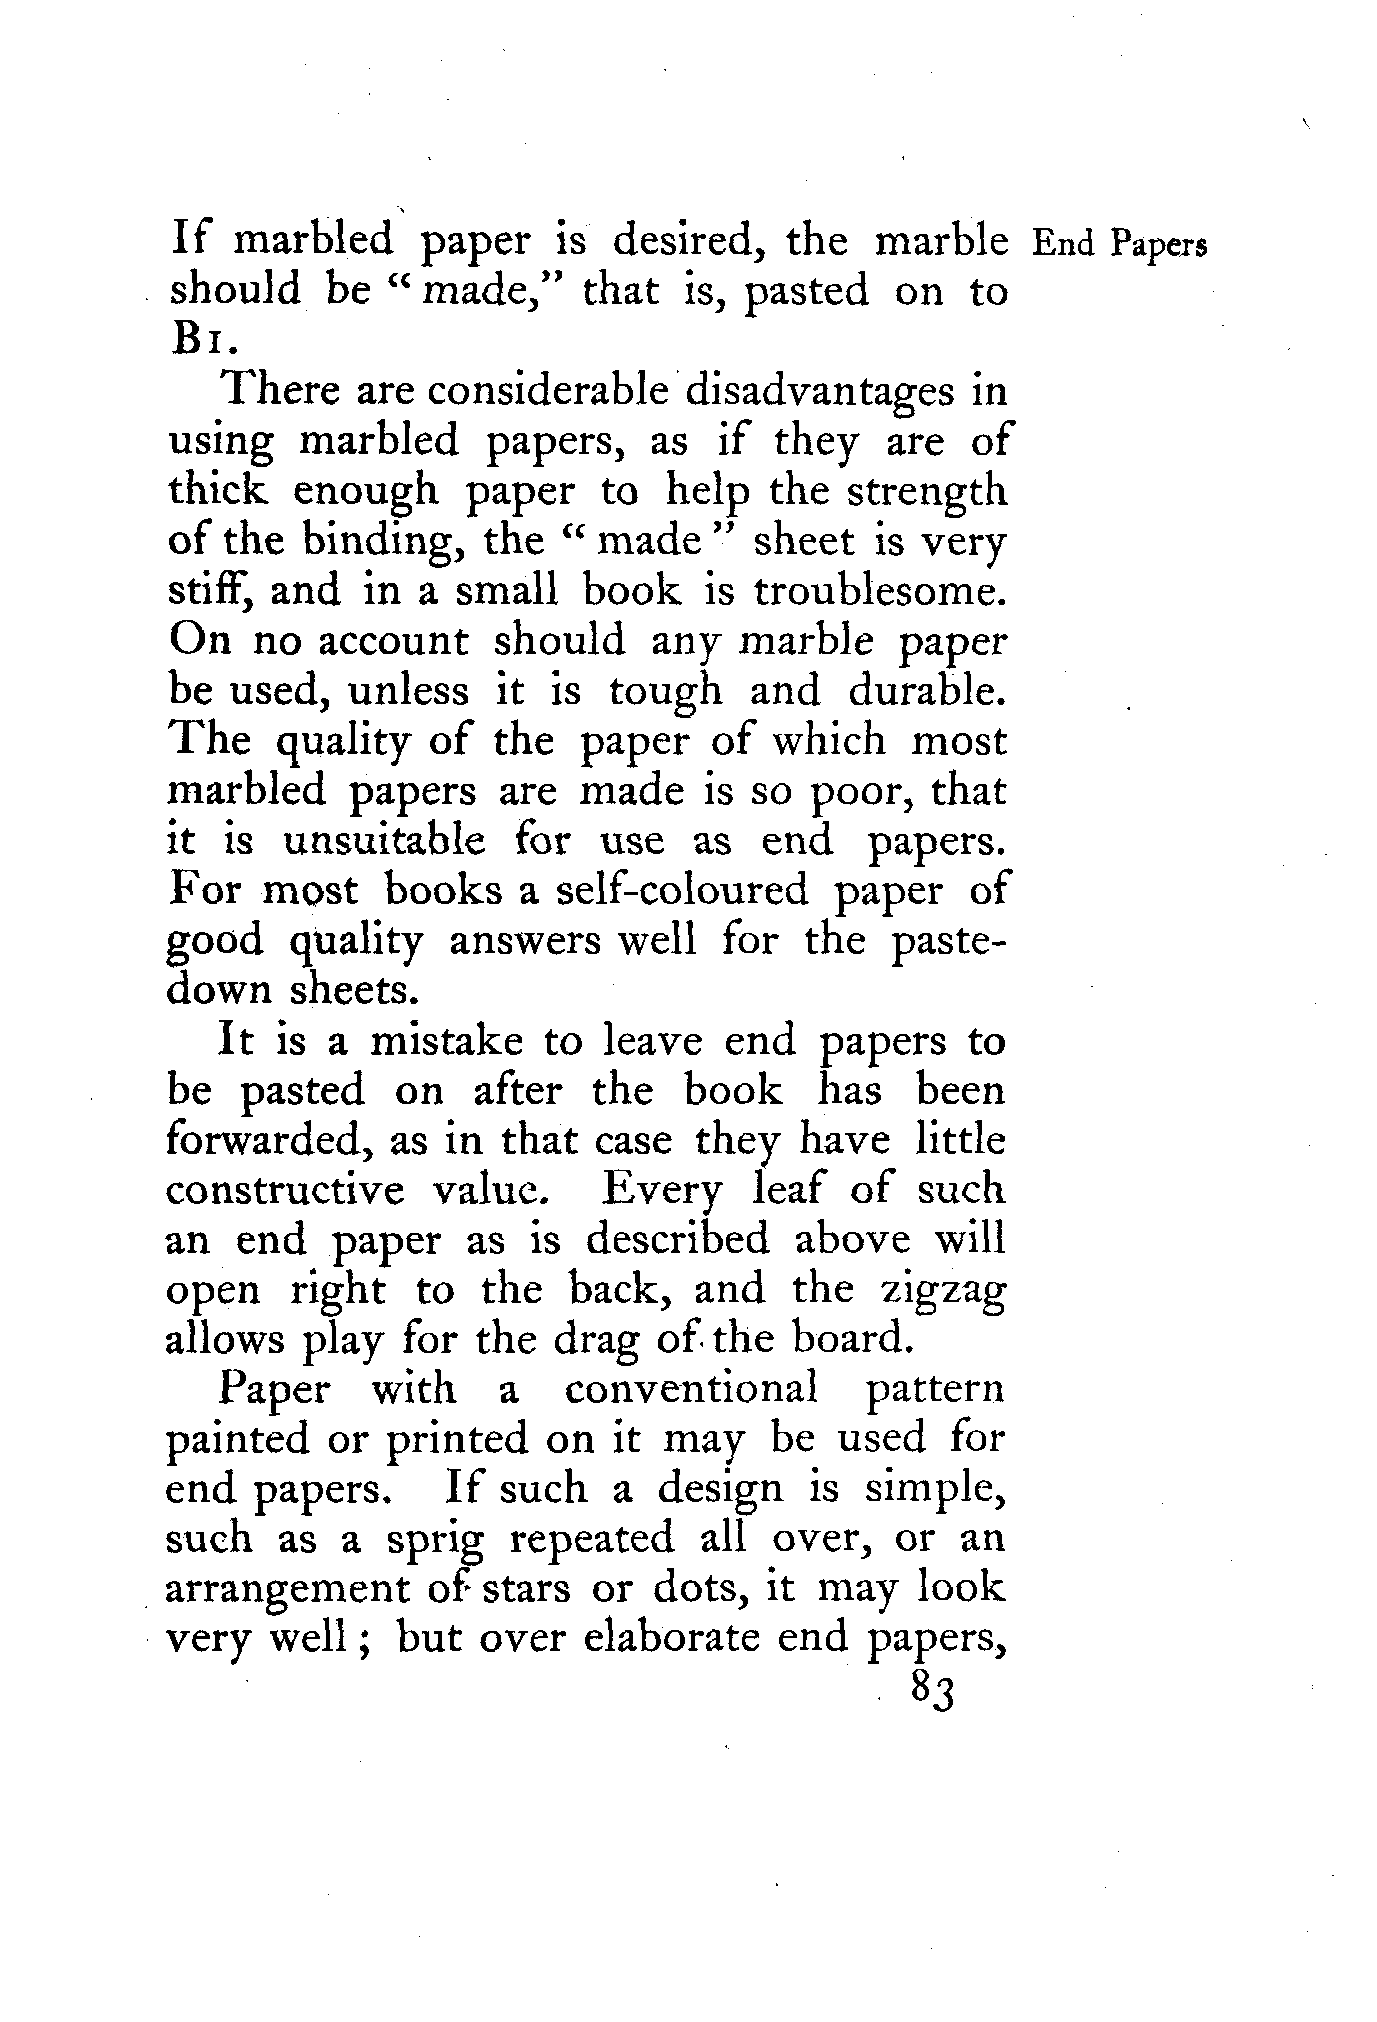 If marbled paper is desired, the marble End Papers
should be “ made,” that is, pasted on to
B1.
There are considerable disadvantages in
using marbled papers, as if they are of
thick enough paper to help the strength
of the binding, the “ made ” sheet is very
stiff, and in a small book is troublesome.
On no account should any marble paper
be used, unless it is tough and durable.
The quality of the paper of which most
marbled papers are made is so poor, that
it is unsuitable for use as end papers.
For most books a self-coloured paper of
good quality answers well for the paste-
down sheets.
It is a mistake to leave end papers to
be pasted on after the book has been
forwarded, as in that case they have little
constructive value. Every leaf of such
an end paper as is described above will
open right to the back, and the zigzag
allows play for the drag of the board.
Paper with a conventional pattern
painted or printed on it may be used for
end papers. If such a design is simple,
such as a sprig repeated all over, or an
arrangement of stars or dots, it may look
very well ; but over elaborate end papers,
83